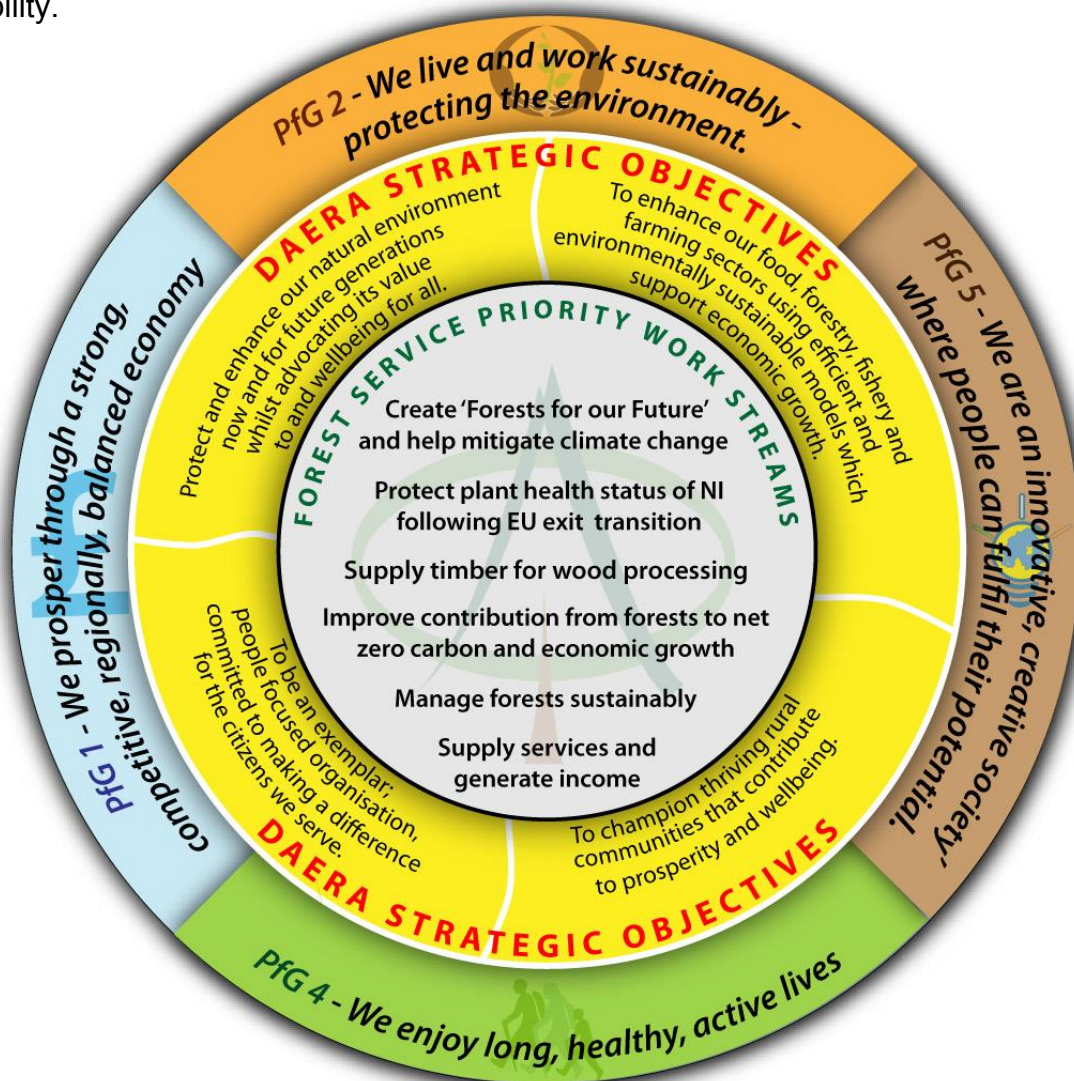 bility.
PfG 2 - We live and work sustainably -
protecting the environment.
PfG 5 - We are an innovative, creative society'
where people can fulfil their potential.
PfG 4 - We enjoy long, healthy, active lives
PfG 1 - We prosper through a strong,
competitive, regionally, balanced economy
DAERA STRATEGIC OBJECTIVES
Protect and enhance our natural environment
now and for future generations
whilst advocating its value
to and wellbeing for all.
To enhance our food, forestry, fishery and
farming sectors using efficient and
environmentally sustainable models which
support economic growth.
To be an exemplar;
people focused organisation,
committed to making a difference
for the citizens we serve.
To champion thriving rural
communities that contribute
to prosperity and wellbeing.
DAERA STRATEGIC OBJECTIVES
FOREST SERVICE PRIORITY WORK STREAMS
Create 'Forests for our Future'
and help mitigate climate change
Protect plant health status of NI
following EU exit transition
Supply timber for wood processing
Improve contribution from forests to net
zero carbon and economic growth
Manage forests sustainably
Supply services and
generate income